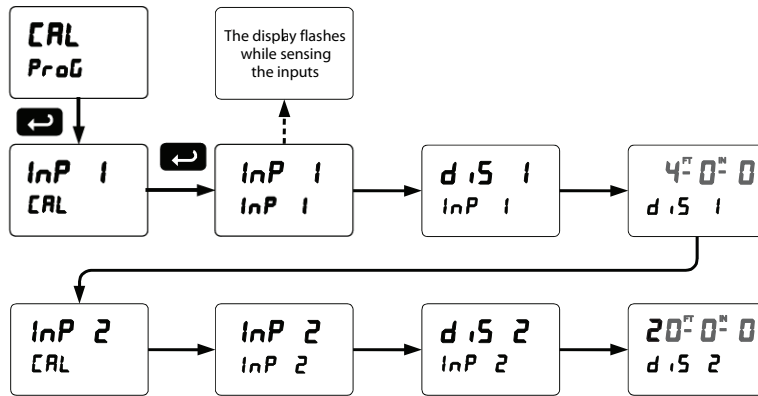 CAL
ProG
The display flashes
while sensing
the inputs
InP 1
CAL
InP 1
InP 1
diS 1
InP 1
4FT-0IN-0
diS 1
InP 2
CAL
InP 2
InP 2
diS 2
InP 2
20FT-0IN-0
diS 2